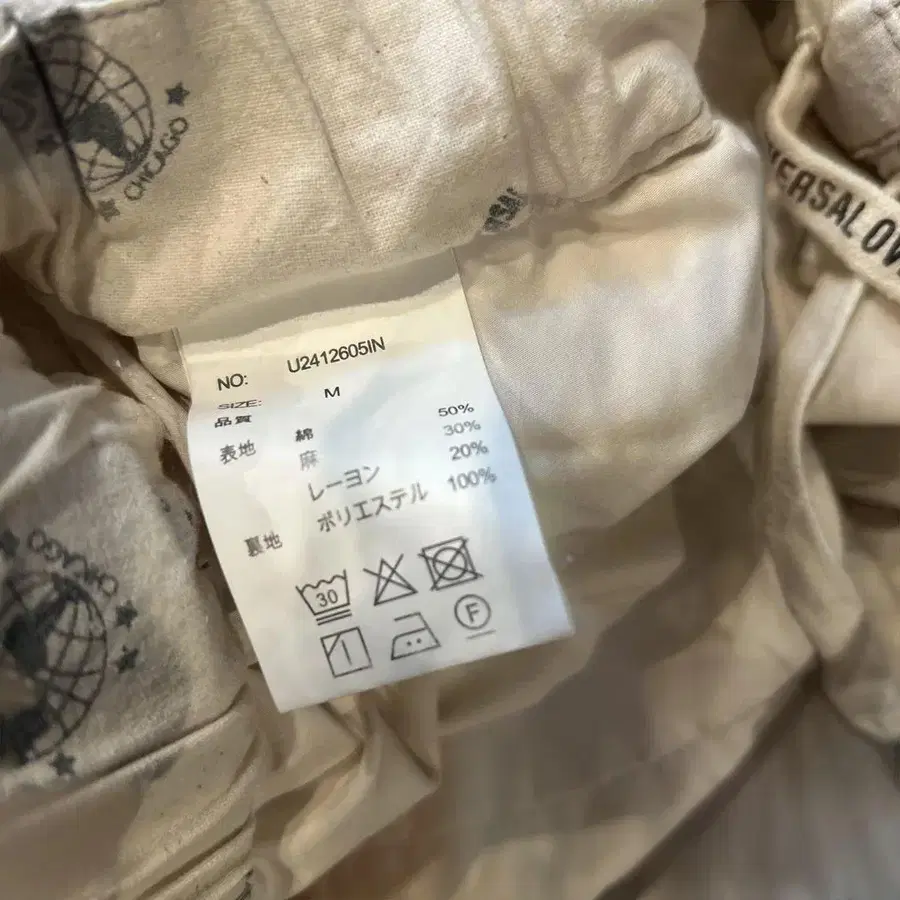 CHICAGO
VERSAL OVE
NO: U2412605IN
SIZE: M
品質
表地 綿 50%
麻 30%
レーヨン 20%
裏地 ポリエステル 100%
30
F
CHICAGO